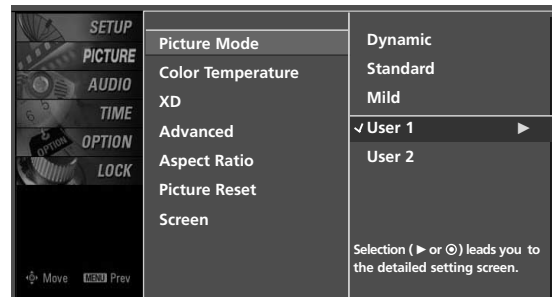 SETUP
PICTURE
AUDIO
TIME
OPTION
LOCK
Move MENU Prev
Picture Mode
Color Temperature
XD
Advanced
Aspect Ratio
Picture Reset
Screen
Dynamic
Standard
Mild
✓ User 1 ►
User 2
Selection ( ► or ⊙ ) leads you to
the detailed setting screen.